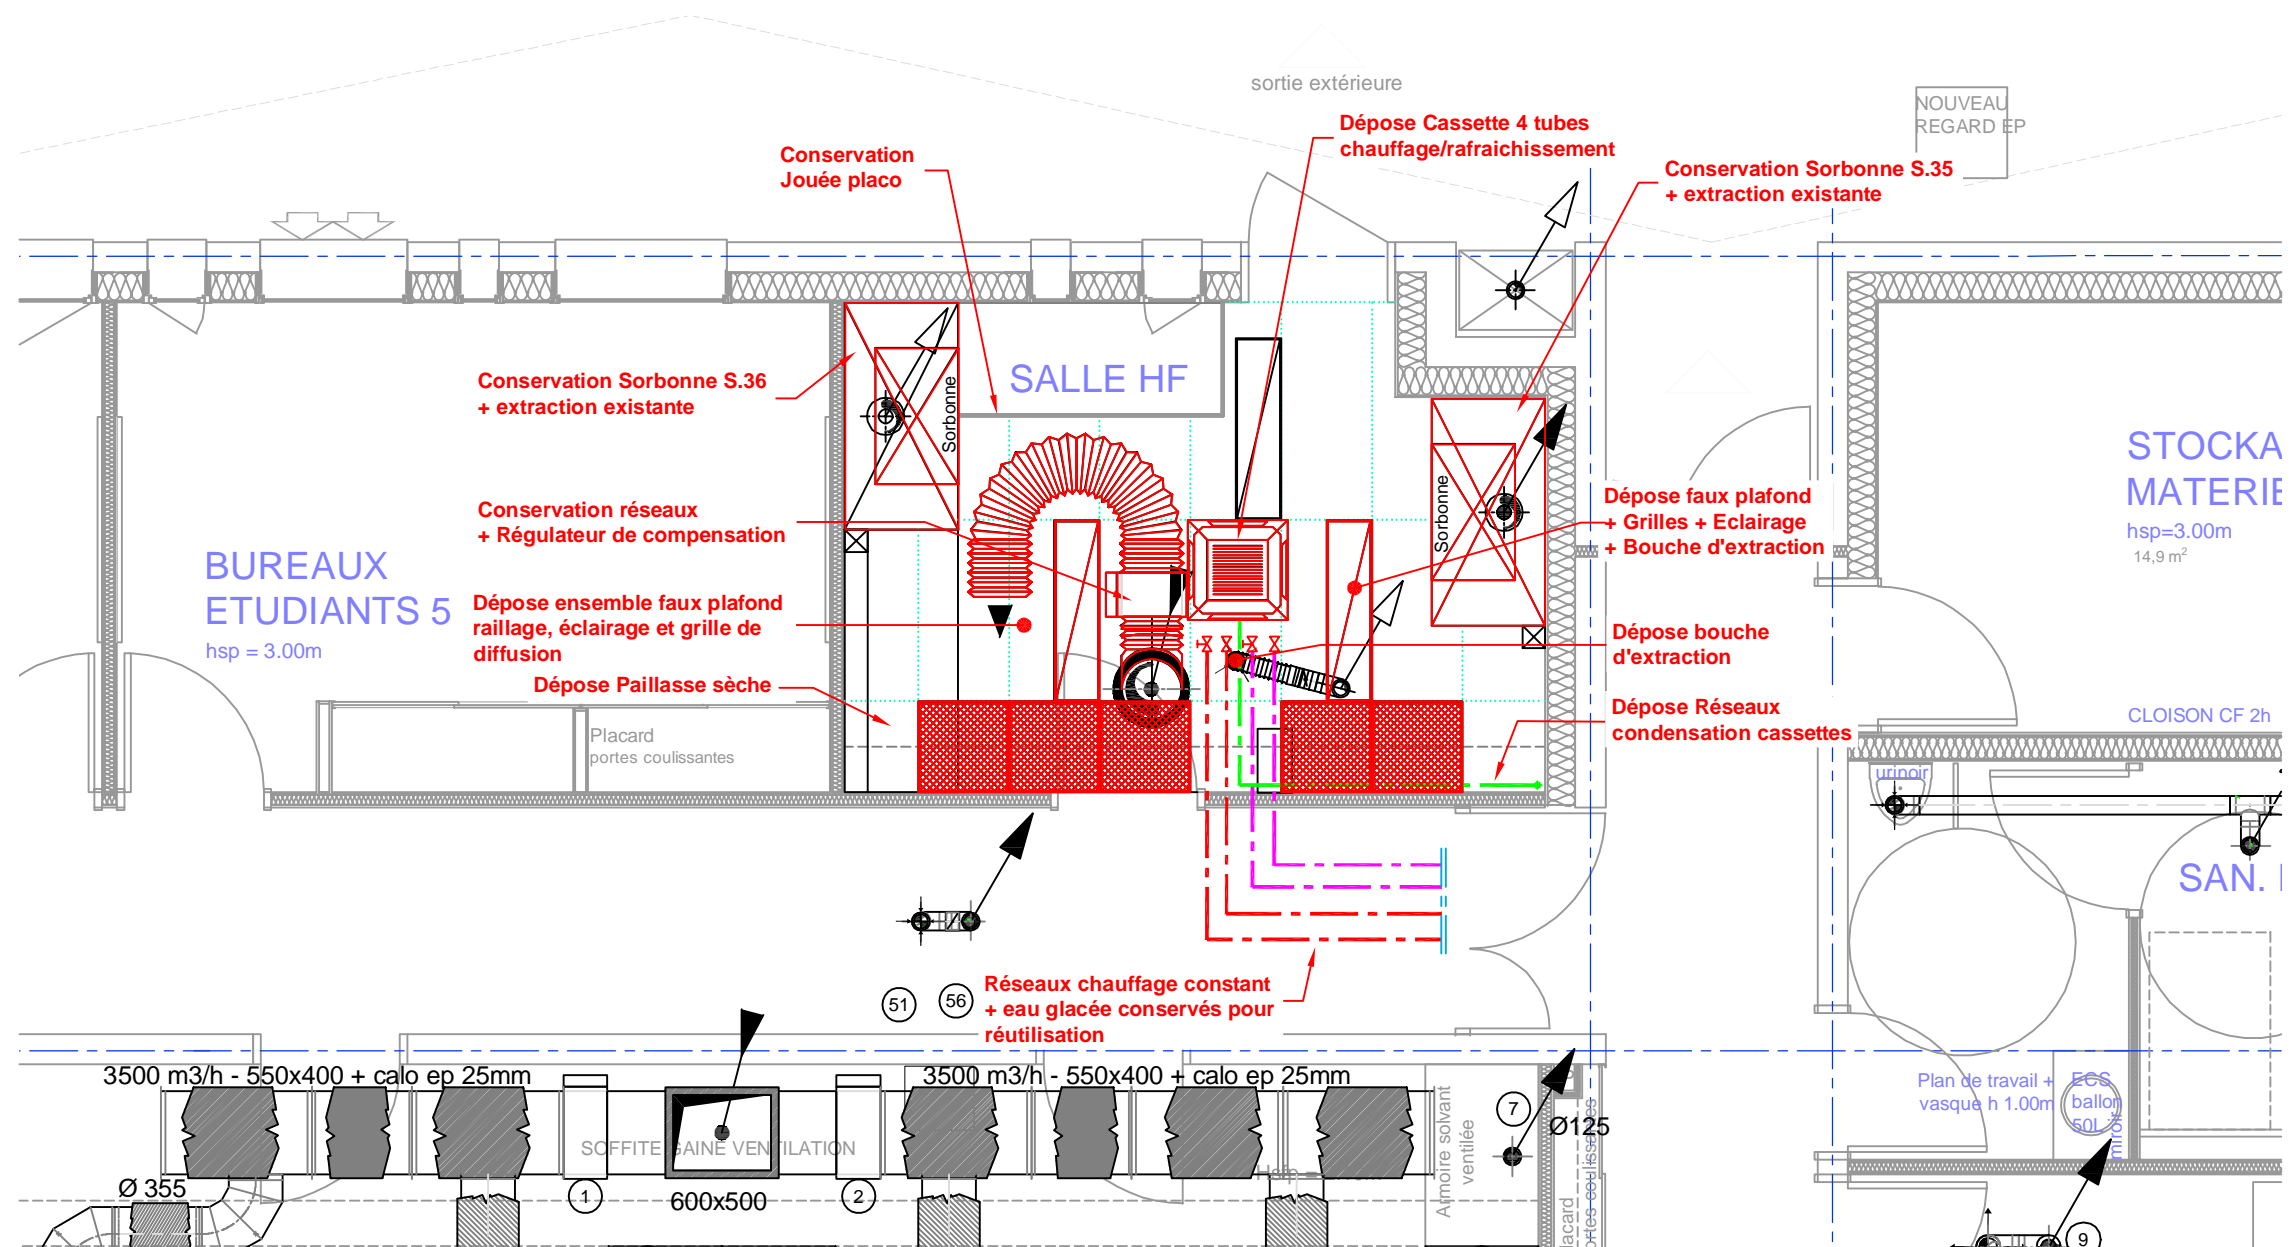 sortie extérieure
NOUVEAU
REGARD EP
Dépose Cassette 4 tubes
chauffage/rafraichissement
Conservation
Jouée placo
Conservation Sorbonne S.35
+ extraction existante
Conservation Sorbonne S.36
+ extraction existante
Sorbonne
SALLE HF
Sorbonne
STOCKA
MATERIE
hsp=3.00m
14,9 m²
Conservation réseaux
+ Régulateur de compensation
Dépose faux plafond
+ Grilles + Eclairage
+ Bouche d'extraction
BUREAUX
ETUDIANTS 5
hsp = 3.00m
Dépose ensemble faux plafond
raillage, éclairage et grille de
diffusion
Dépose bouche
d'extraction
Dépose Paillasse sèche
Dépose Réseaux
condensation cassettes
CLOISON CF 2h
Placard
portes coulissantes
urinoir
SAN.
51
56
Réseaux chauffage constant
+ eau glacée conservés pour
réutilisation
3500 m3/h - 550x400 + calo ep 25mm
3500 m3/h - 550x400 + calo ep 25mm
Plan de travail +
vasque h 1.00m
ECS
ballon
50L
miroir
SOFFITE GAINE VENTILATION
Armoire solvant
ventilée
7
Ø125
Ø 355
1
600x500
2
placard
portes coulissantes
9